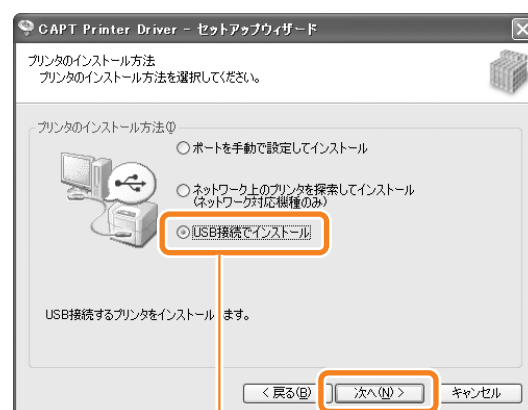 CAPT Printer Driver - セットアップウィザード
プリンタのインストール方法
プリンタのインストール方法を選択してください。
プリンタのインストール方法(I)
ポートを手動で設定してインストール
ネットワーク上のプリンタを探索してインストール
(ネットワーク対応機種のみ)
USB接続でインストール
USB接続するプリンタをインストール ます。
< 戻る(B)
次へ(N) >
キャンセル